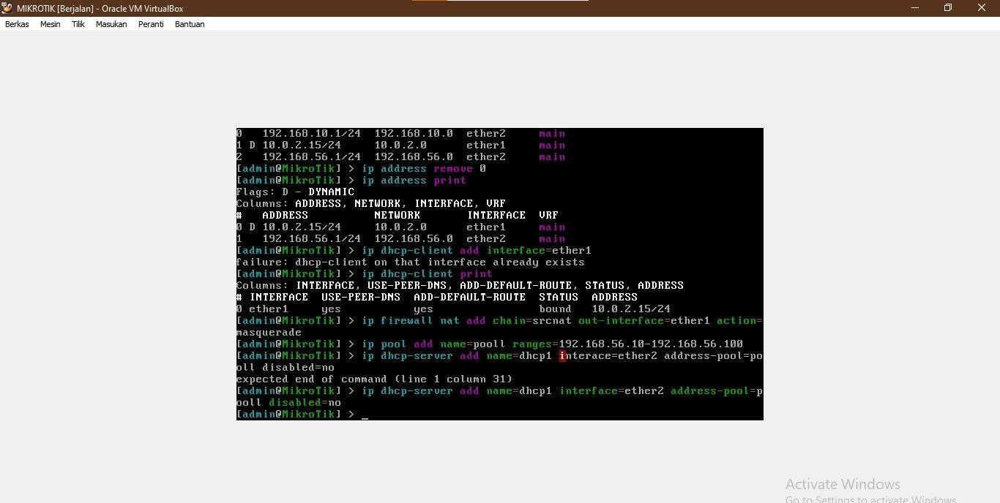 MIKROTIK [Berjalan] - Oracle VM VirtualBox
Berkas Mesin Tilik Masukan Peranti Bantuan
0 192.168.10.1/24 192.168.10.0 ether2 main
1 D 10.0.2.15/24 10.0.2.0 ether1 main
2 192.168.56.1/24 192.168.56.0 ether2 main
[admin@MikroTik] > ip address remove 0
[admin@MikroTik] > ip address print
Flags: D - DYNAMIC
Columns: ADDRESS, NETWORK, INTERFACE, VRF
# ADDRESS NETWORK INTERFACE VRF
0 D 10.0.2.15/24 10.0.2.0 ether1 main
1 192.168.56.1/24 192.168.56.0 ether2 main
[admin@MikroTik] > ip dhcp-client add interface=ether1
failure: dhcp-client on that interface already exists
[admin@MikroTik] > ip dhcp-client print
Columns: INTERFACE, USE-PEER-DNS, ADD-DEFAULT-ROUTE, STATUS, ADDRESS
# INTERFACE USE-PEER-DNS ADD-DEFAULT-ROUTE STATUS ADDRESS
0 ether1 yes yes bound 10.0.2.15/24
[admin@MikroTik] > ip firewall nat add chain=srcnat out-interface=ether1 action=
masquerade
[admin@MikroTik] > ip pool add name=pooll ranges=192.168.56.10-192.168.56.100
[admin@MikroTik] > ip dhcp-server add name=dhcp1 interace=ether2 address-pool=po
oll disabled=no
expected end of command (line 1 column 31)
[admin@MikroTik] > ip dhcp-server add name=dhcp1 interface=ether2 address-pool=p
ooll disabled=no
[admin@MikroTik] > _
Activate Windows
Go to Settings to activate Windows.